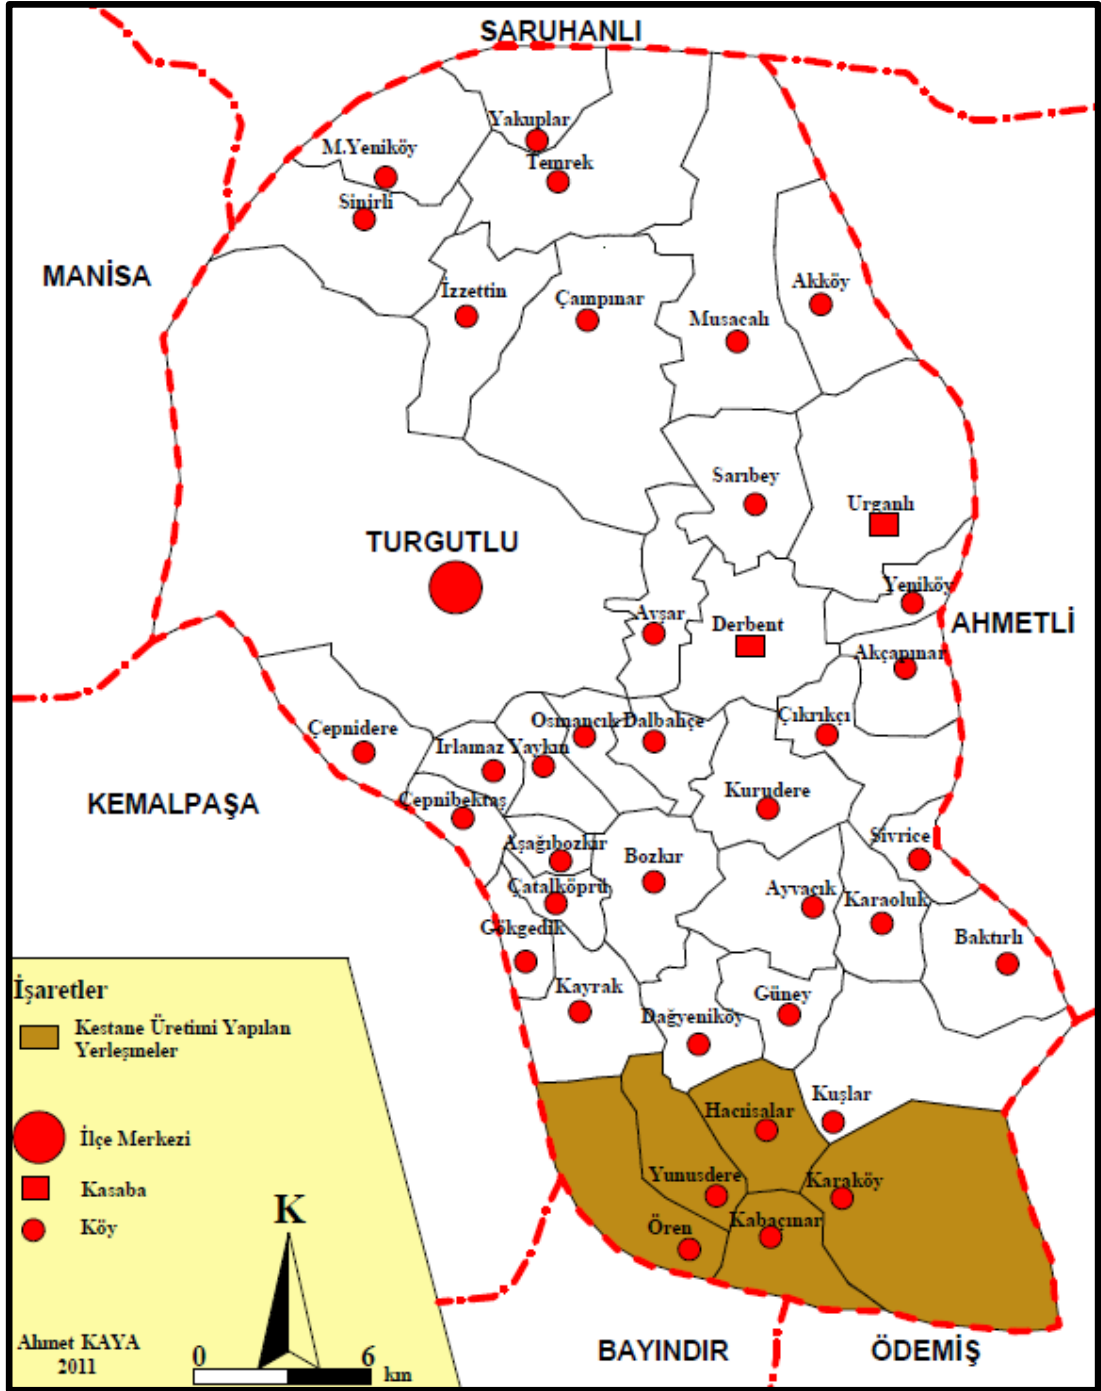 SARUHANLI
Yakuplar
M.Yeniköy
Temrek
Sinirli
MANİSA
İzzettin
Çampınar
Akköy
Musacalı
Sarıbey
Urganlı
TURGUTLU
Yeniköy
Avşar
Derbent
AHMETLİ
Akçapınar
Çepnidere
Osmancık
Dalbahçe
Çıkrıkçı
Irlamaz
Yaykın
KEMALPAŞA
Çepnibektaş
Kurudere
Sivrice
Aşağıbozkır
Bozkır
Çatalköprü
Ayvacık
Karaoluk
Gökgedik
Baktırlı
Kayrak
Güney
Dağyeniköy
Kuşlar
Hacıisalar
Yunusdere
Karaköy
Ören
Kabaçınar
BAYINDIR
ÖDEMİŞ
İşaretler
Kestane Üretimi Yapılan
Yerleşmeler
İlçe Merkezi
Kasaba
Köy
K
Ahmet KAYA
2011
0
6
km